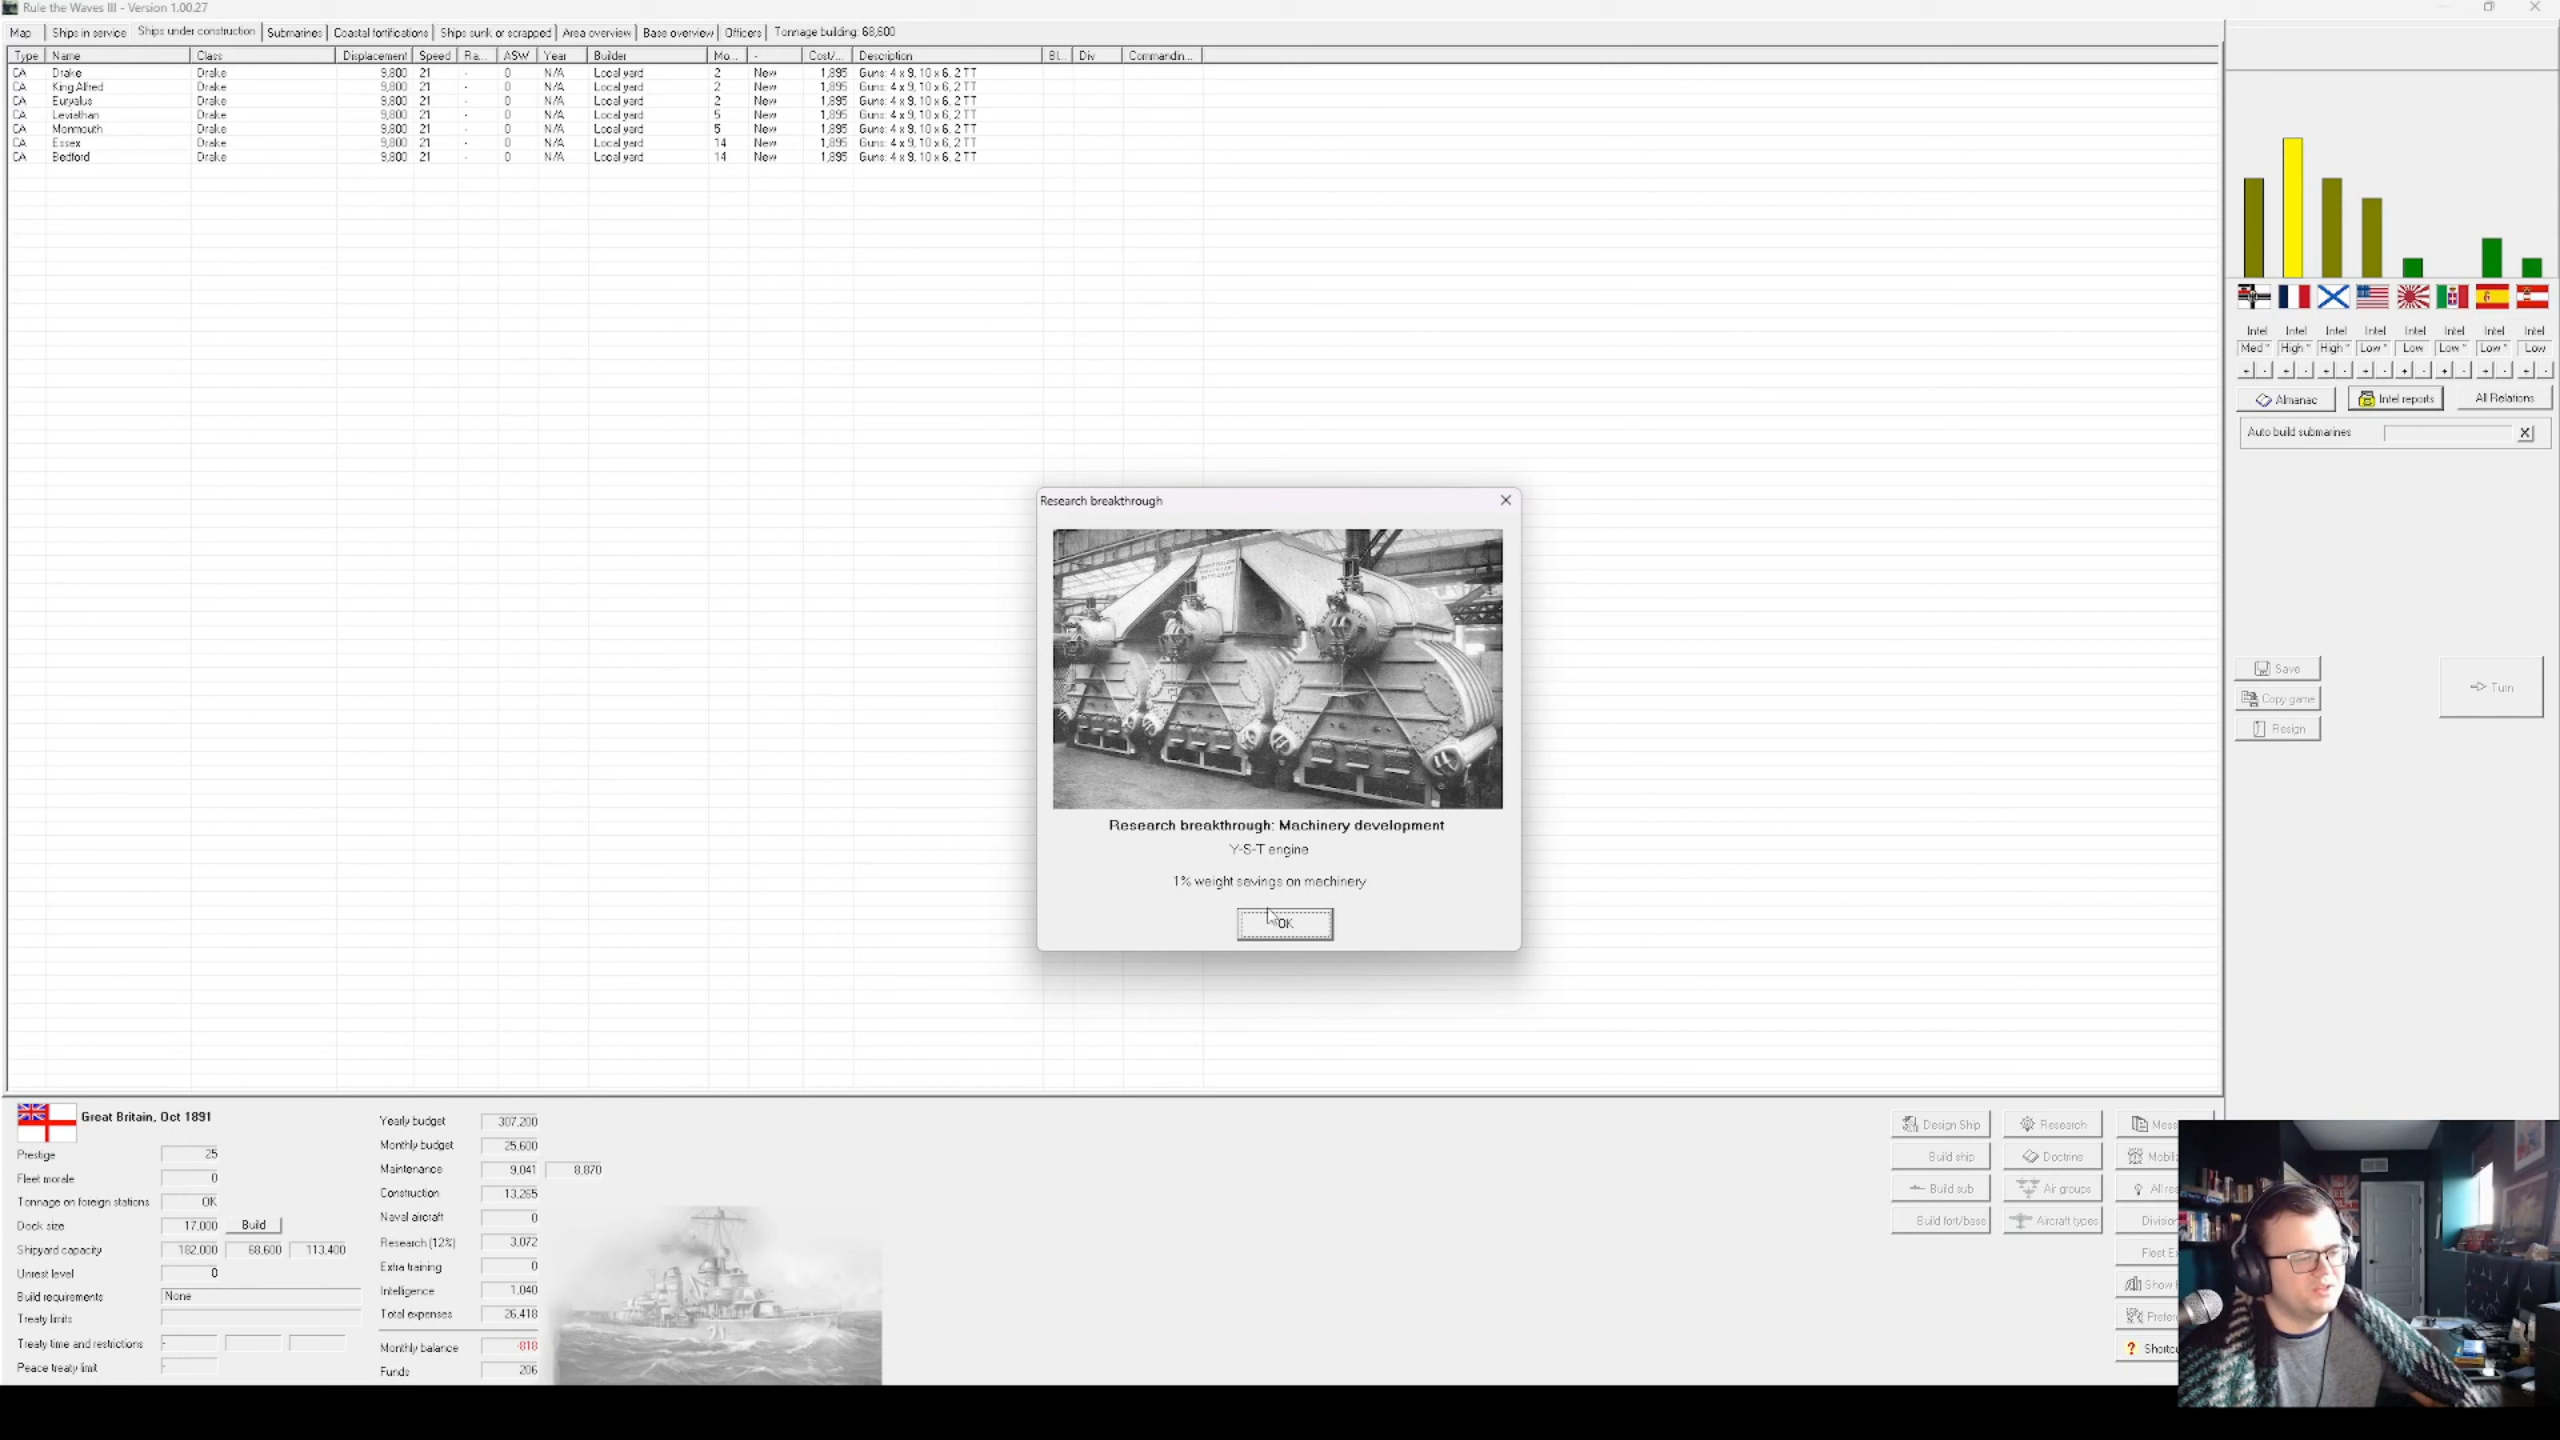 Rule the Waves III - Version 1.00.27
Map Ships in service Ships under construction Submarines Coastal fortifications Ships sunk or scrapped Area overview Base overview Officers Tonnage building: 68,600
Type Name Class Displacement Speed Ra... ASW Year Builder Mo... - Cost/... Description Bl... Div Commandin...
CA Drake Drake 9,800 21 - 0 N/A Local yard 2 New 1,895 Guns: 4 x 9, 10 x 6, 2 TT
CA King Alfred Drake 9,800 21 - 0 N/A Local yard 2 New 1,895 Guns: 4 x 9, 10 x 6, 2 TT
CA Euryalus Drake 9,800 21 - 0 N/A Local yard 2 New 1,895 Guns: 4 x 9, 10 x 6, 2 TT
CA Leviathan Drake 9,800 21 - 0 N/A Local yard 5 New 1,895 Guns: 4 x 9, 10 x 6, 2 TT
CA Monmouth Drake 9,800 21 - 0 N/A Local yard 5 New 1,895 Guns: 4 x 9, 10 x 6, 2 TT
CA Essex Drake 9,800 21 - 0 N/A Local yard 14 New 1,895 Guns: 4 x 9, 10 x 6, 2 TT
CA Bedford Drake 9,800 21 - 0 N/A Local yard 14 New 1,895 Guns: 4 x 9, 10 x 6, 2 TT
Intel Intel Intel Intel Intel Intel Intel Intel
Med * High * High * Low * Low Low * Low * Low
+ - + - + - + - + - + - + - + -
Almanac Intel reports All Relations
Auto build submarines X
Research breakthrough
Research breakthrough: Machinery development
Y-S-T engine
1% weight savings on machinery
OK
Save
Copy game
Resign
Turn
Great Britain, Oct 1891
Prestige 25
Fleet morale 0
Tonnage on foreign stations OK
Dock size 17,000 Build
Shipyard capacity 182,000 68,600 113,400
Unrest level 0
Build requirements None
Treaty limits
Treaty time and restrictions -
Peace treaty limit -
Yearly budget 307,200
Monthly budget 25,600
Maintenance 9,041 8,870
Construction 13,265
Naval aircraft 0
Research (12%) 3,072
Extra training 0
Intelligence 1,040
Total expenses 26,418
Monthly balance -818
Funds 206
Design Ship Research Mess
Build ship Doctrine Mobili
Build sub Air groups All re
Build fort/base Aircraft types Division
Fleet E
Show
Prefer
? Shortcu